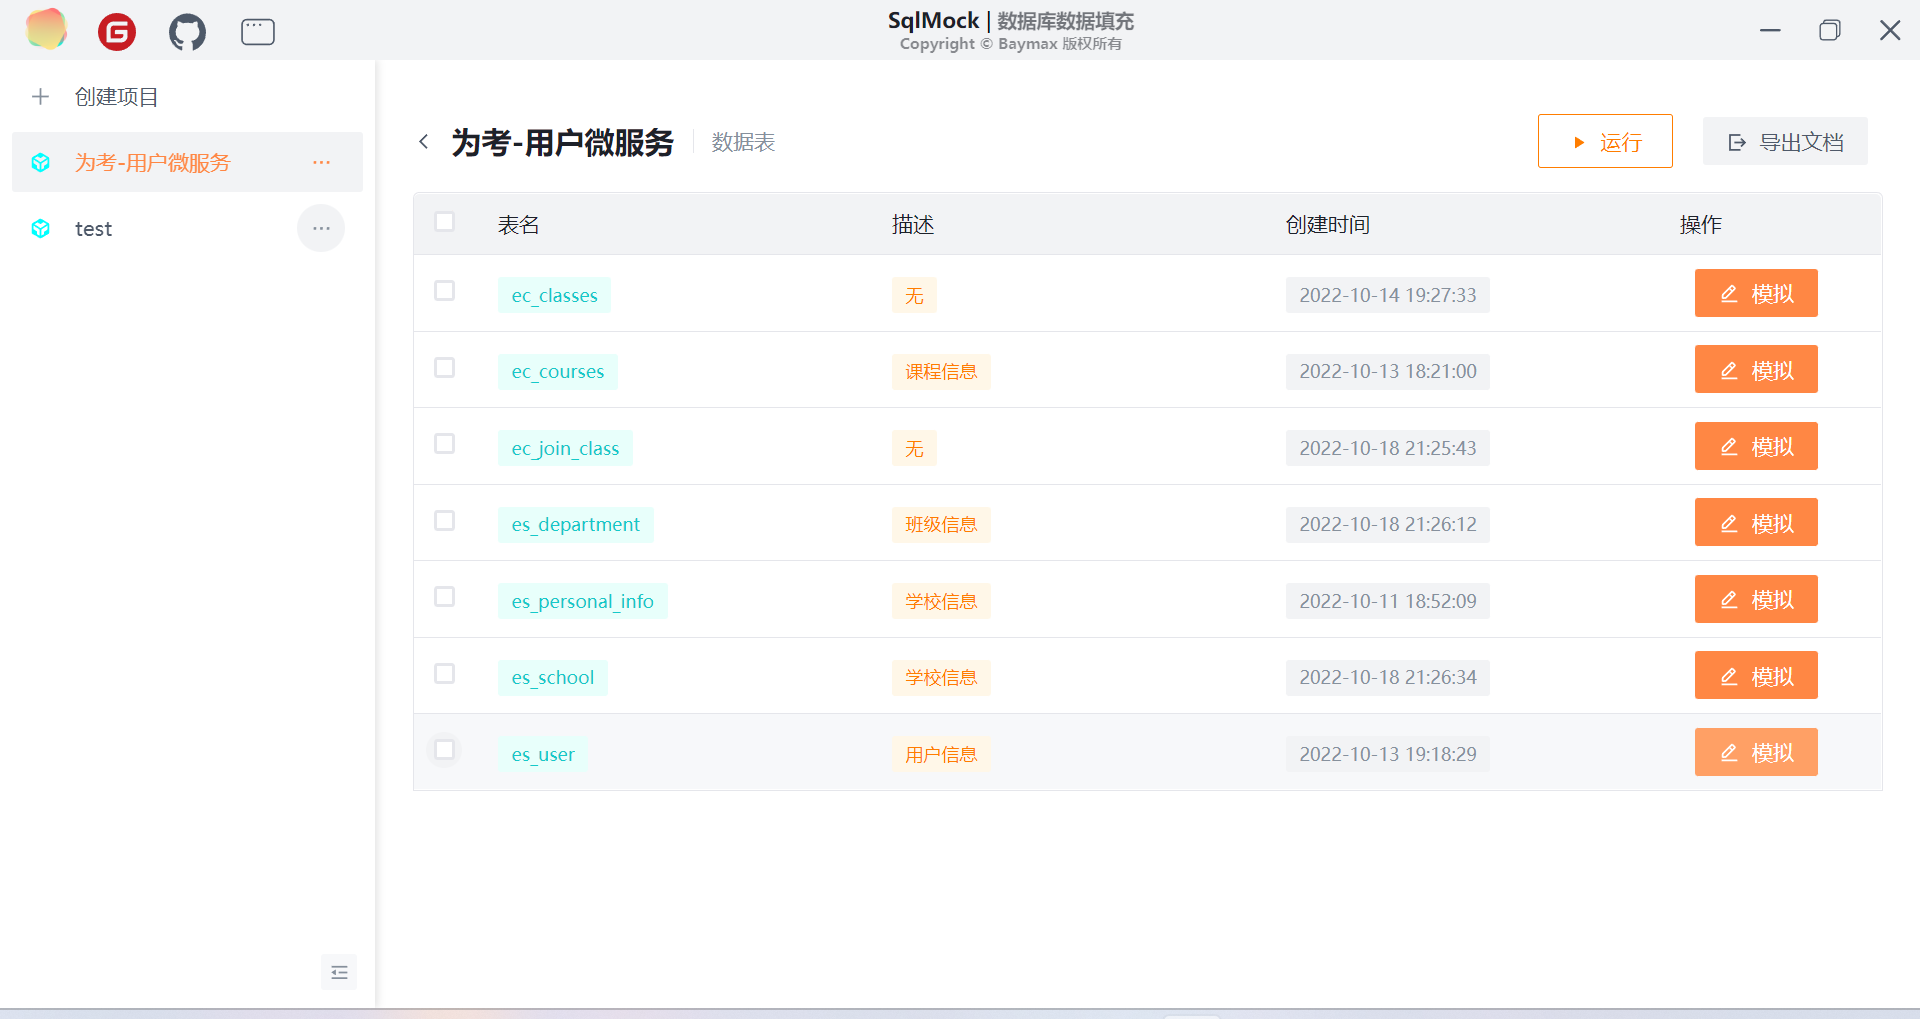 SqlMock | 数据库数据填充
Copyright © Baymax 版权所有
创建项目
为考-用户微服务
test
为考-用户微服务 数据表
运行
导出文档
表名 描述 创建时间 操作
ec_classes 无 2022-10-14 19:27:33 模拟
ec_courses 课程信息 2022-10-13 18:21:00 模拟
ec_join_class 无 2022-10-18 21:25:43 模拟
es_department 班级信息 2022-10-18 21:26:12 模拟
es_personal_info 学校信息 2022-10-11 18:52:09 模拟
es_school 学校信息 2022-10-18 21:26:34 模拟
es_user 用户信息 2022-10-13 19:18:29 模拟